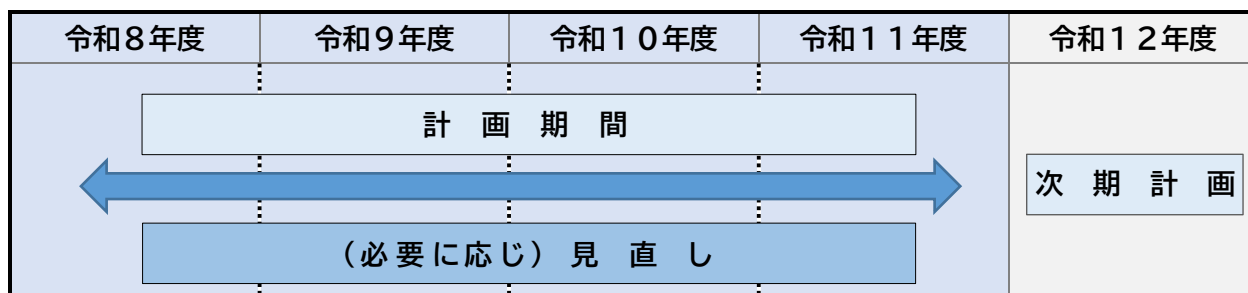 令和８年度 令和９年度 令和１０年度 令和１１年度 令和１２年度
計 画 期 間
次 期 計 画
（必要に応じ）見 直 し